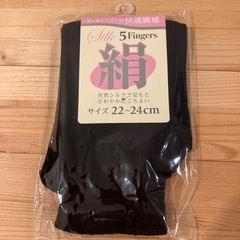 快適繊維
Silk
5 Fingers
絹
天然シルクで足もと
さわやか ここちよい
サイズ 22~24cm